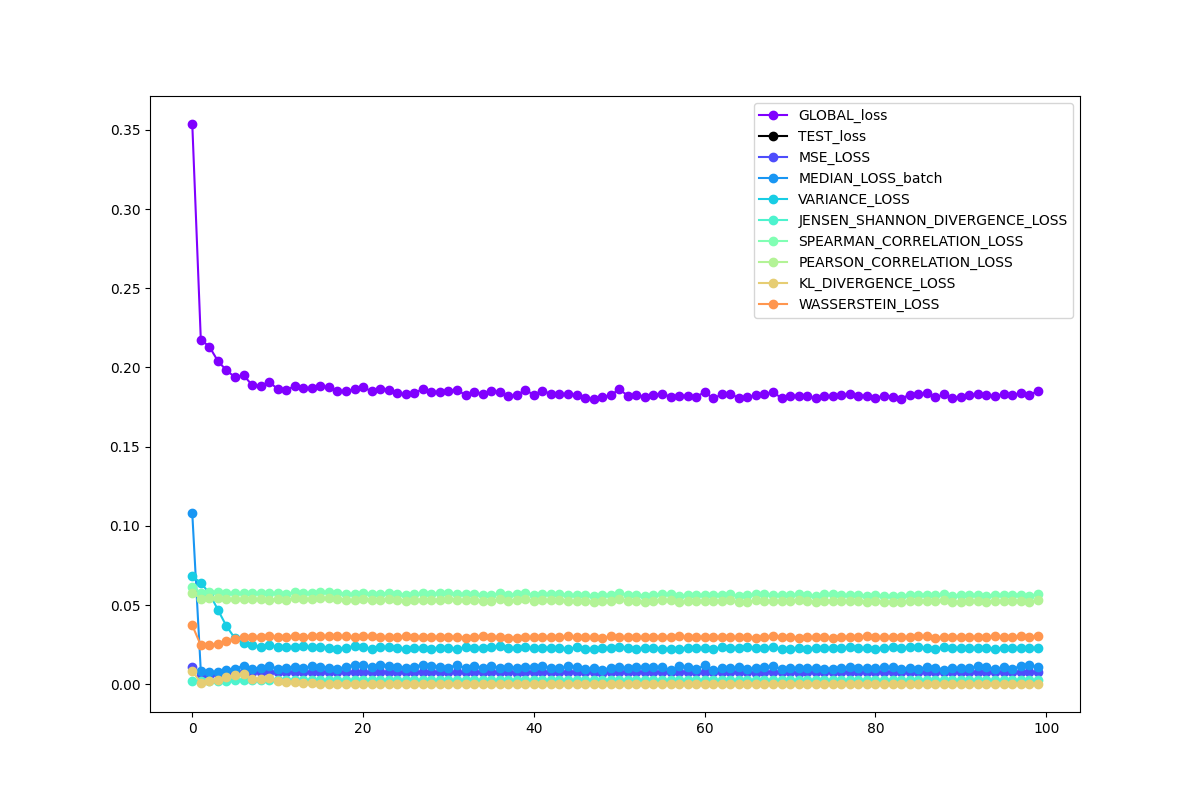 GLOBAL_loss
TEST_loss
MSE_LOSS
MEDIAN_LOSS_batch
VARIANCE_LOSS
JENSEN_SHANNON_DIVERGENCE_LOSS
SPEARMAN_CORRELATION_LOSS
PEARSON_CORRELATION_LOSS
KL_DIVERGENCE_LOSS
WASSERSTEIN_LOSS
0.35
0.30
0.25
0.20
0.15
0.10
0.05
0.00
0 20 40 60 80 100